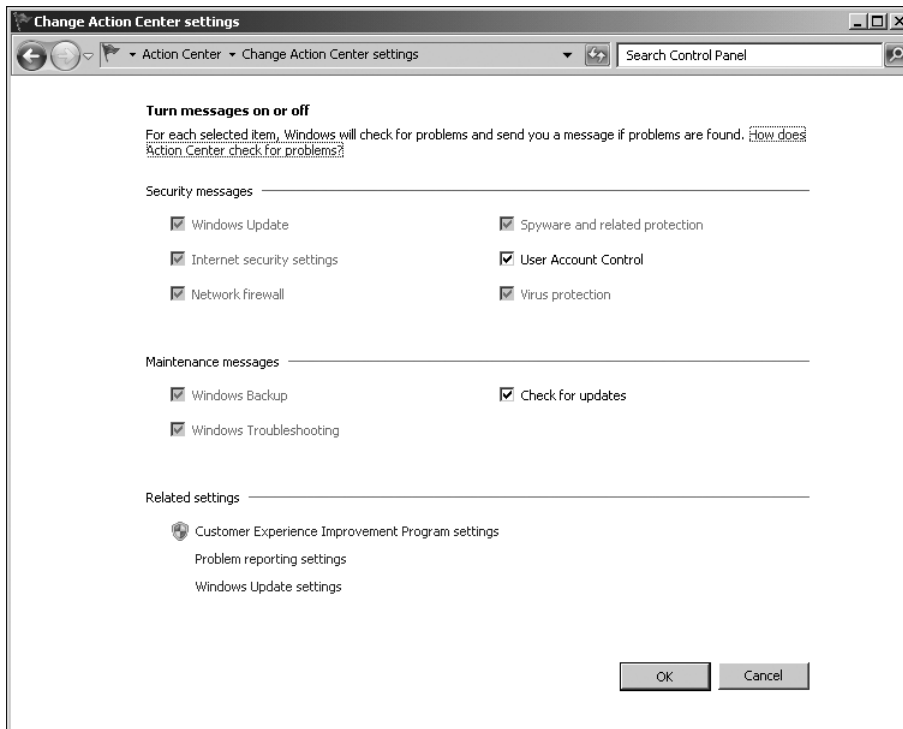 Change Action Center settings
Action Center Change Action Center settings
Search Control Panel
Turn messages on or off
For each selected item, Windows will check for problems and send you a message if problems are found. How does
Action Center check for problems?
Security messages
Windows Update
Spyware and related protection
Internet security settings
User Account Control
Network firewall
Virus protection
Maintenance messages
Windows Backup
Check for updates
Windows Troubleshooting
Related settings
Customer Experience Improvement Program settings
Problem reporting settings
Windows Update settings
OK
Cancel